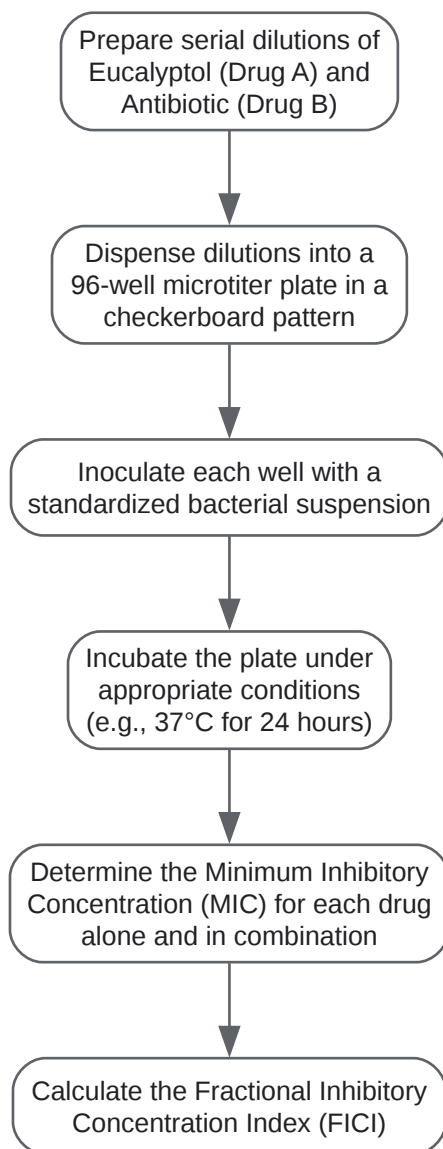 Prepare serial dilutions of
Eucalyptol (Drug A) and
Antibiotic (Drug B)
Dispense dilutions into a
96-well microtiter plate in a
checkerboard pattern
Inoculate each well with a
standardized bacterial suspension
Incubate the plate under
appropriate conditions
(e.g., 37°C for 24 hours)
Determine the Minimum Inhibitory
Concentration (MIC) for each drug
alone and in combination
Calculate the Fractional Inhibitory
Concentration Index (FICI)